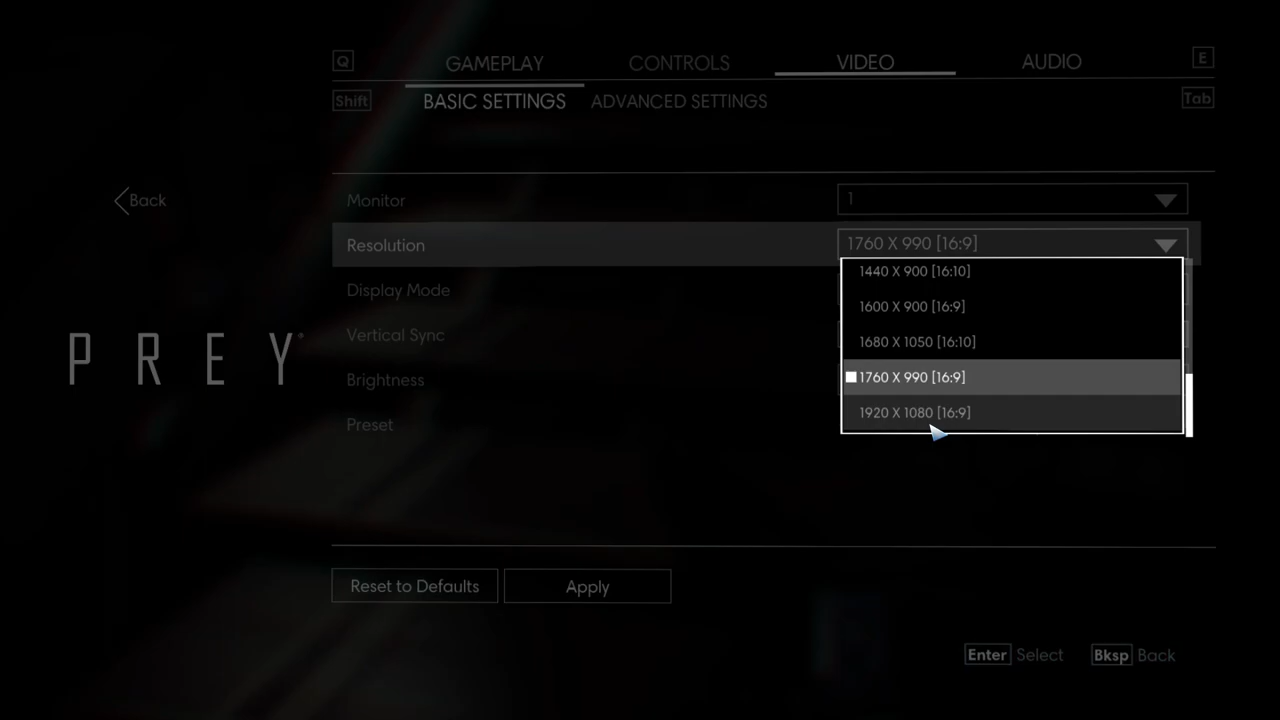 Q GAMEPLAY CONTROLS VIDEO AUDIO E
Shift BASIC SETTINGS ADVANCED SETTINGS Tab
Back
Monitor 1
Resolution 1760 X 990 [16:9]
1440 X 900 [16:10]
Display Mode
1600 X 900 [16:9]
Vertical Sync
1680 X 1050 [16:10]
PREY
Brightness
1760 X 990 [16:9]
1920 X 1080 [16:9]
Preset
Reset to Defaults Apply
Enter Select Bksp Back